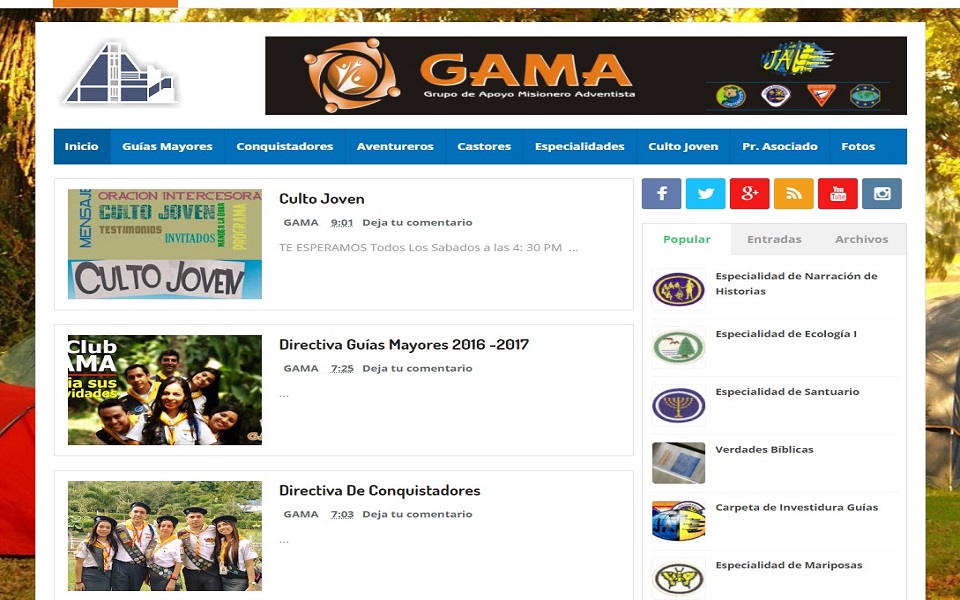 GAMA
Grupo de Apoyo Misionero Adventista
JAL
Inicio
Guías Mayores
Conquistadores
Aventureros
Castores
Especialidades
Culto Joven
Pr. Asociado
Fotos
MENSAJE
ORACION INTERCESORA
CULTO JOVEN
TESTIMONIOS
INVITADOS
PROGRAMA
CULTO JOVEN
Culto Joven
GAMA 9:01 Deja tu comentario
TE ESPERAMOS Todos Los Sabados a las 4: 30 PM ...
Club
AMA
ia sus
vidades
Directiva Guías Mayores 2016 -2017
GAMA 7:25 Deja tu comentario
...
Directiva De Conquistadores
GAMA 7:03 Deja tu comentario
...
You
Tube
Popular
Entradas
Archivos
Especialidad de Narración de
Historias
Especialidad de Ecología I
Especialidad de Santuario
Verdades Bíblicas
Carpeta de Investidura Guías
Especialidad de Mariposas